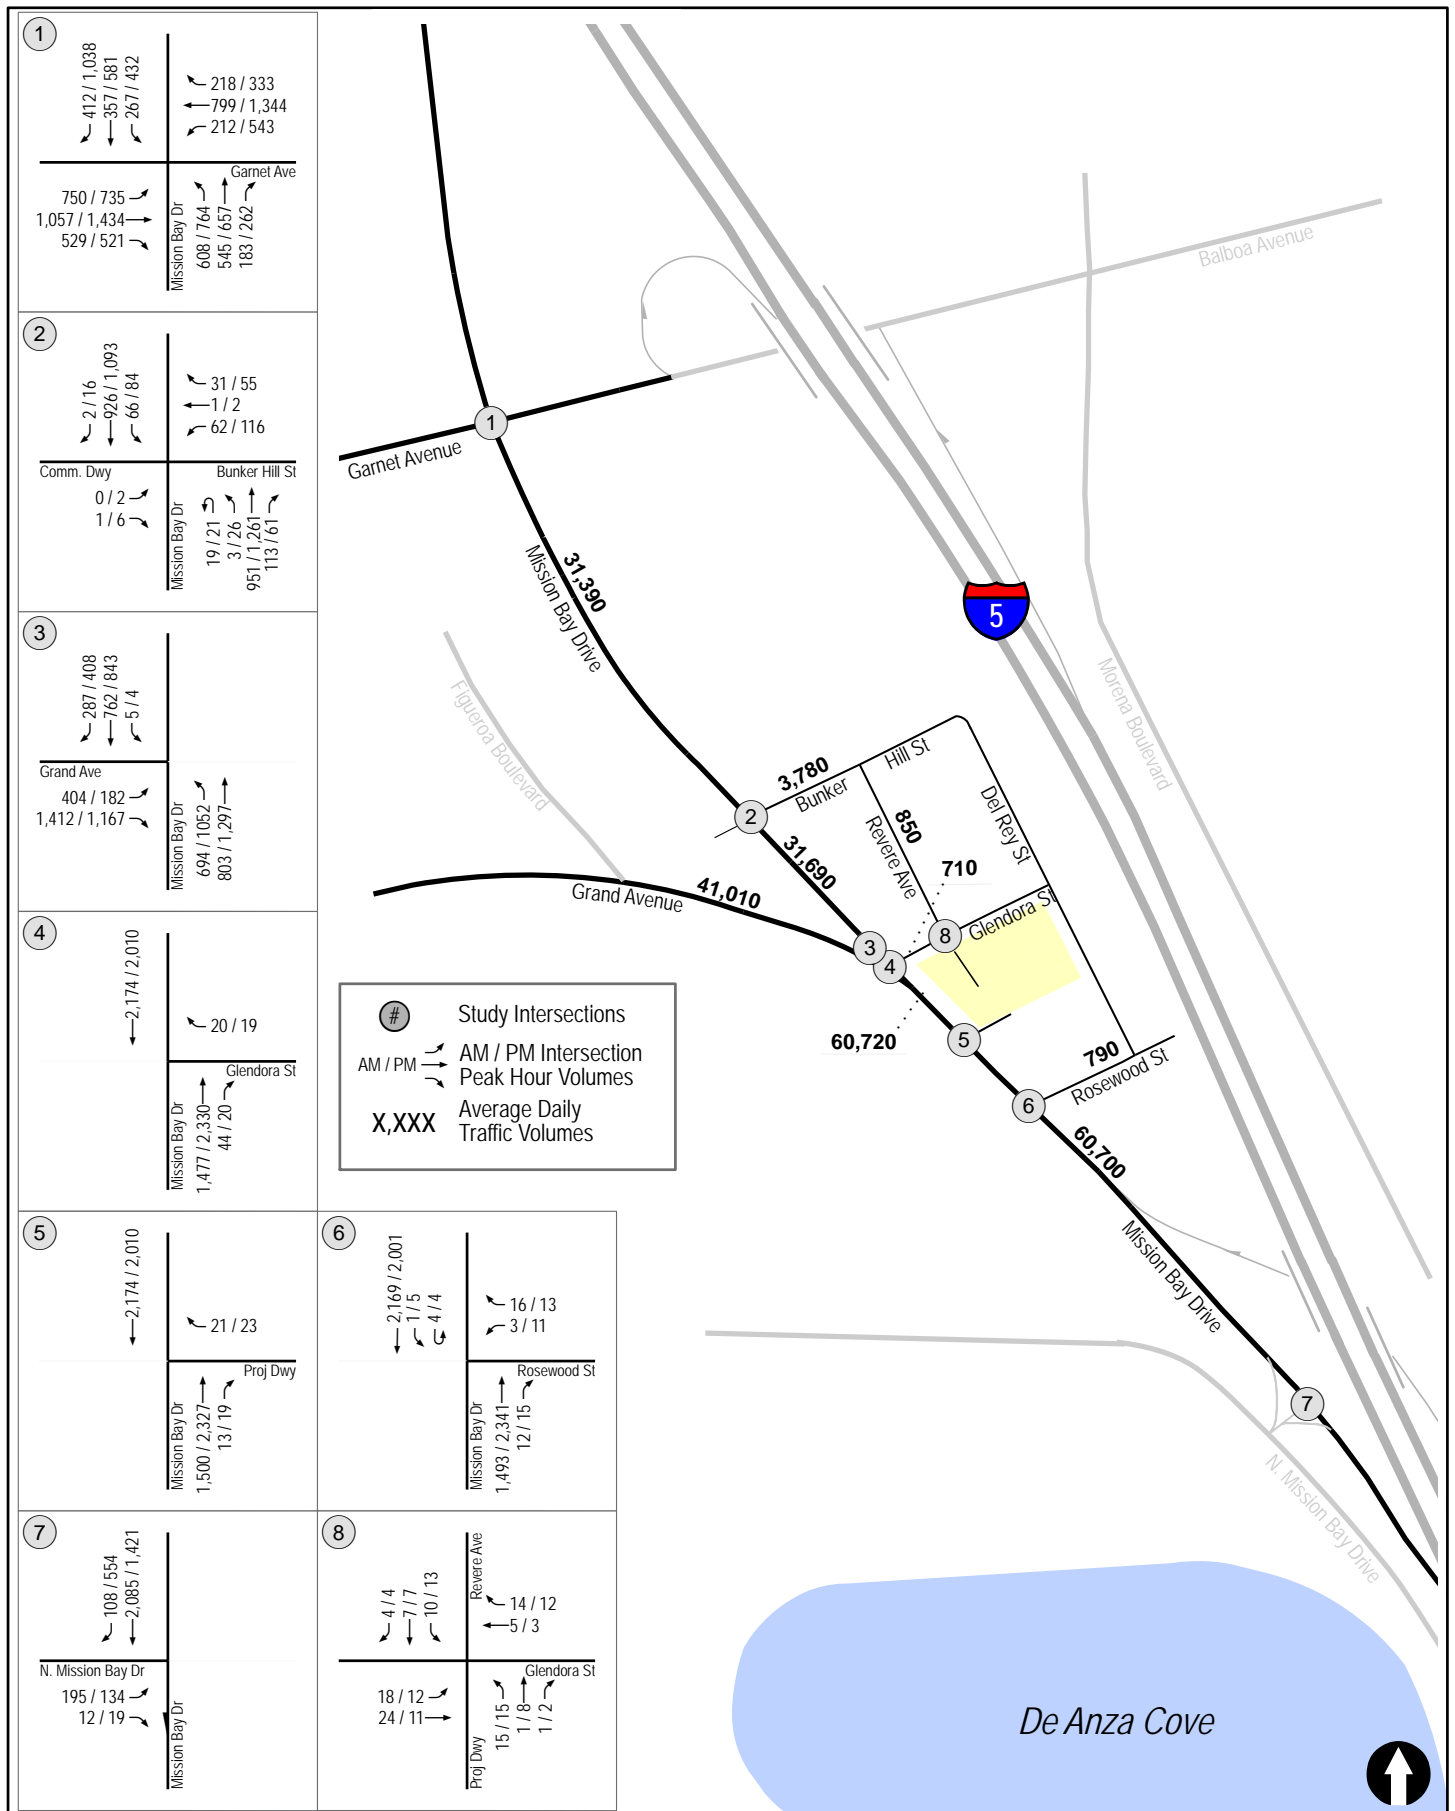 1
412 / 1,038
357 / 581
267 / 432
218 / 333
799 / 1,344
212 / 543
Garnet Ave
750 / 735
1,057 / 1,434
529 / 521
Mission Bay Dr
608 / 764
545 / 657
183 / 262
2
2 / 16
926 / 1,093
66 / 84
31 / 55
1 / 2
62 / 116
Comm. Dwy
Bunker Hill St
0 / 2
1 / 6
Mission Bay Dr
19 / 21
3 / 26
951 / 1,261
113 / 61
3
287 / 408
762 / 843
5 / 4
Grand Ave
404 / 182
1,412 / 1,167
Mission Bay Dr
694 / 1052
803 / 1,297
4
2,174 / 2,010
20 / 19
Glendora St
Mission Bay Dr
1,477 / 2,330
44 / 20
5
2,174 / 2,010
21 / 23
Proj Dwy
Mission Bay Dr
1,500 / 2,327
13 / 19
6
2,169 / 2,001
1 / 5
4 / 4
16 / 13
3 / 11
Rosewood St
Mission Bay Dr
1,493 / 2,341
12 / 15
7
108 / 554
2,085 / 1,421
N. Mission Bay Dr
195 / 134
12 / 19
Mission Bay Dr
8
4 / 4
7 / 7
10 / 13
Revere Ave
14 / 12
5 / 3
Glendora St
18 / 12
24 / 11
Proj Dwy
15 / 15
1 / 8
1 / 2
Balboa Avenue
1
Garnet Avenue
31,390
Mission Bay Drive
5
Morena Boulevard
Figueroa Boulevard
3,780
Bunker
Hill St
2
850
Revere Ave
Del Rey St
31,690
710
41,010
Grand Avenue
3
4
8
Glendora St
60,720
5
790
Rosewood St
6
60,700
Mission Bay Drive
7
N. Mission Bay Drive
#
Study Intersections
AM / PM
AM / PM Intersection
Peak Hour Volumes
X,XXX
Average Daily
Traffic Volumes
De Anza Cove